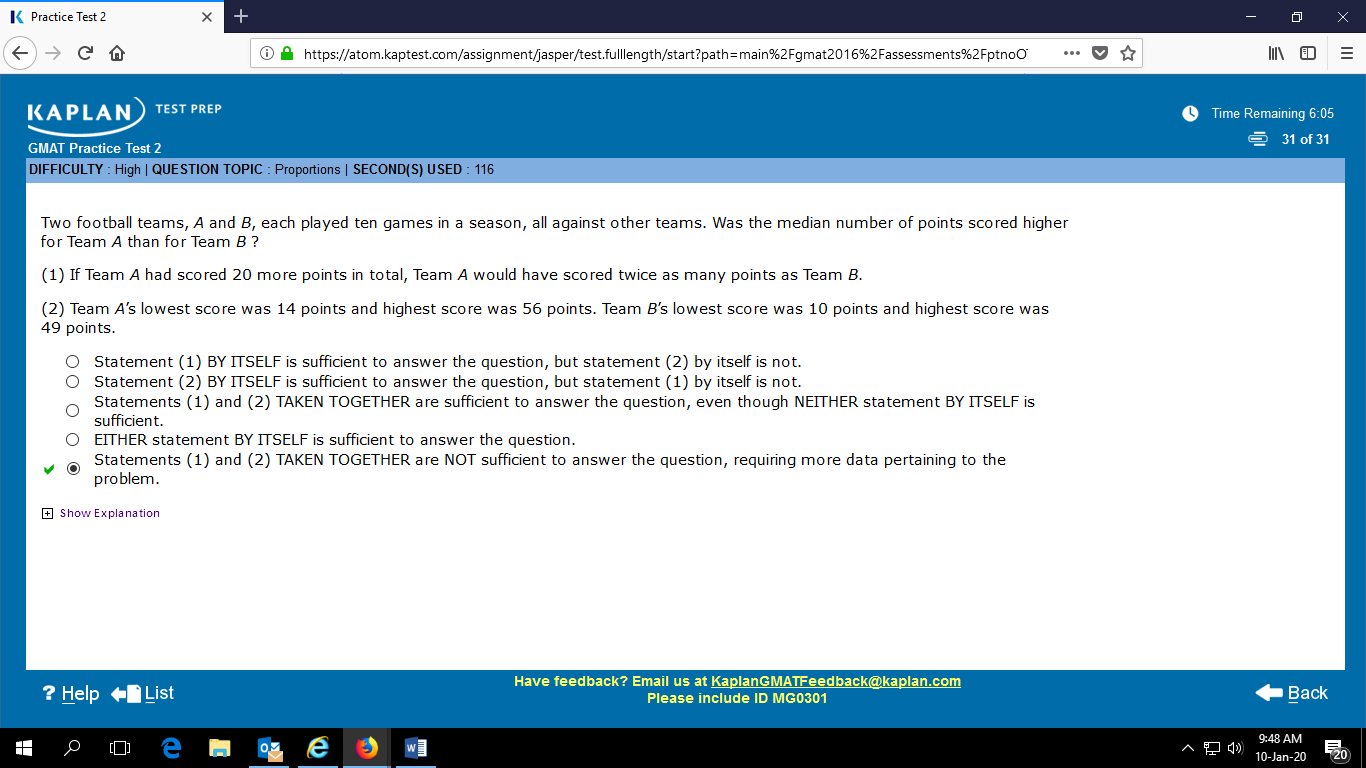 Practice Test 2
https://atom.kaptest.com/assignment/jasper/test.fulllength/start?path=main%2Fgmat2016%2Fassessments%2FptnoO
KAPLAN TEST PREP
Time Remaining 6:05
31 of 31
GMAT Practice Test 2
DIFFICULTY : High | QUESTION TOPIC : Proportions | SECOND(S) USED : 116
Two football teams, A and B, each played ten games in a season, all against other teams. Was the median number of points scored higher
for Team A than for Team B ?
(1) If Team A had scored 20 more points in total, Team A would have scored twice as many points as Team B.
(2) Team A's lowest score was 14 points and highest score was 56 points. Team B's lowest score was 10 points and highest score was
49 points.
Statement (1) BY ITSELF is sufficient to answer the question, but statement (2) by itself is not.
Statement (2) BY ITSELF is sufficient to answer the question, but statement (1) by itself is not.
Statements (1) and (2) TAKEN TOGETHER are sufficient to answer the question, even though NEITHER statement BY ITSELF is
sufficient.
EITHER statement BY ITSELF is sufficient to answer the question.
Statements (1) and (2) TAKEN TOGETHER are NOT sufficient to answer the question, requiring more data pertaining to the
problem.
Show Explanation
? Help List
Have feedback? Email us at KaplanGMATFeedback@kaplan.com
Please include ID MG0301
Back
9:48 AM
10-Jan-20
20